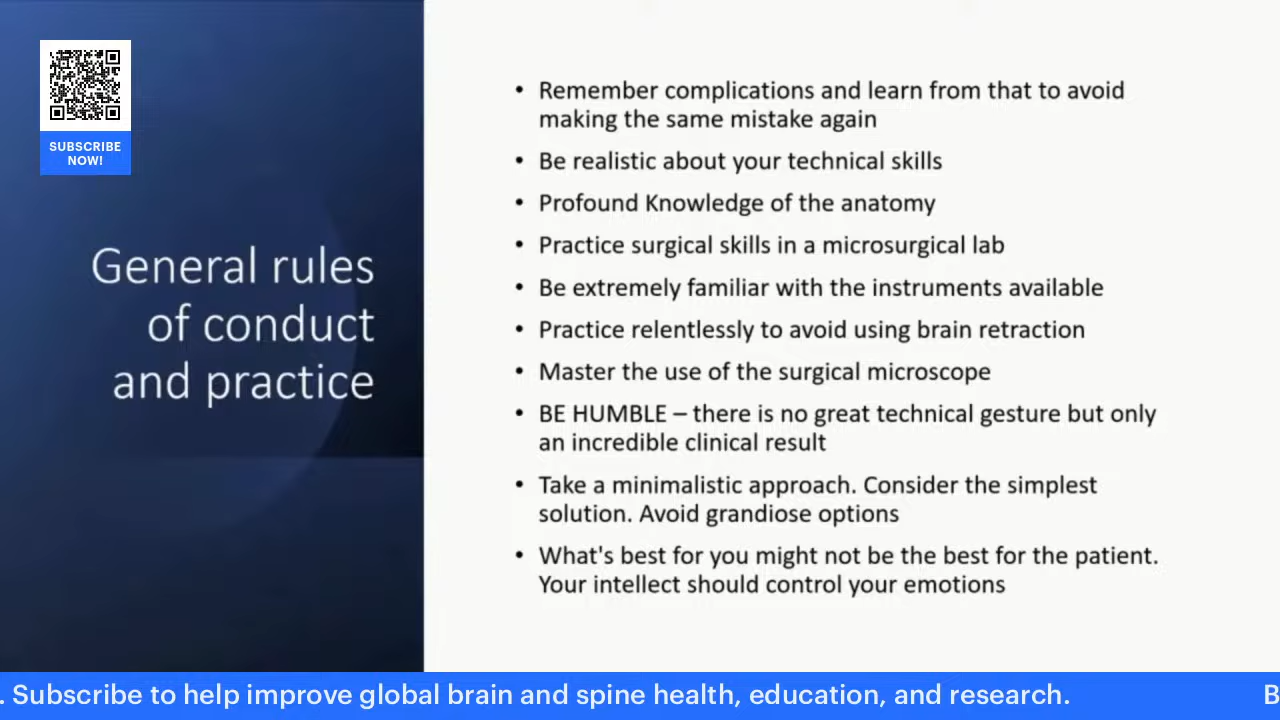 SUBSCRIBE
NOW!
General rules
of conduct
and practice
• Remember complications and learn from that to avoid
making the same mistake again
• Be realistic about your technical skills
• Profound Knowledge of the anatomy
• Practice surgical skills in a microsurgical lab
• Be extremely familiar with the instruments available
• Practice relentlessly to avoid using brain retraction
• Master the use of the surgical microscope
• BE HUMBLE – there is no great technical gesture but only
an incredible clinical result
• Take a minimalistic approach. Consider the simplest
solution. Avoid grandiose options
• What's best for you might not be the best for the patient.
Your intellect should control your emotions
. Subscribe to help improve global brain and spine health, education, and research. B